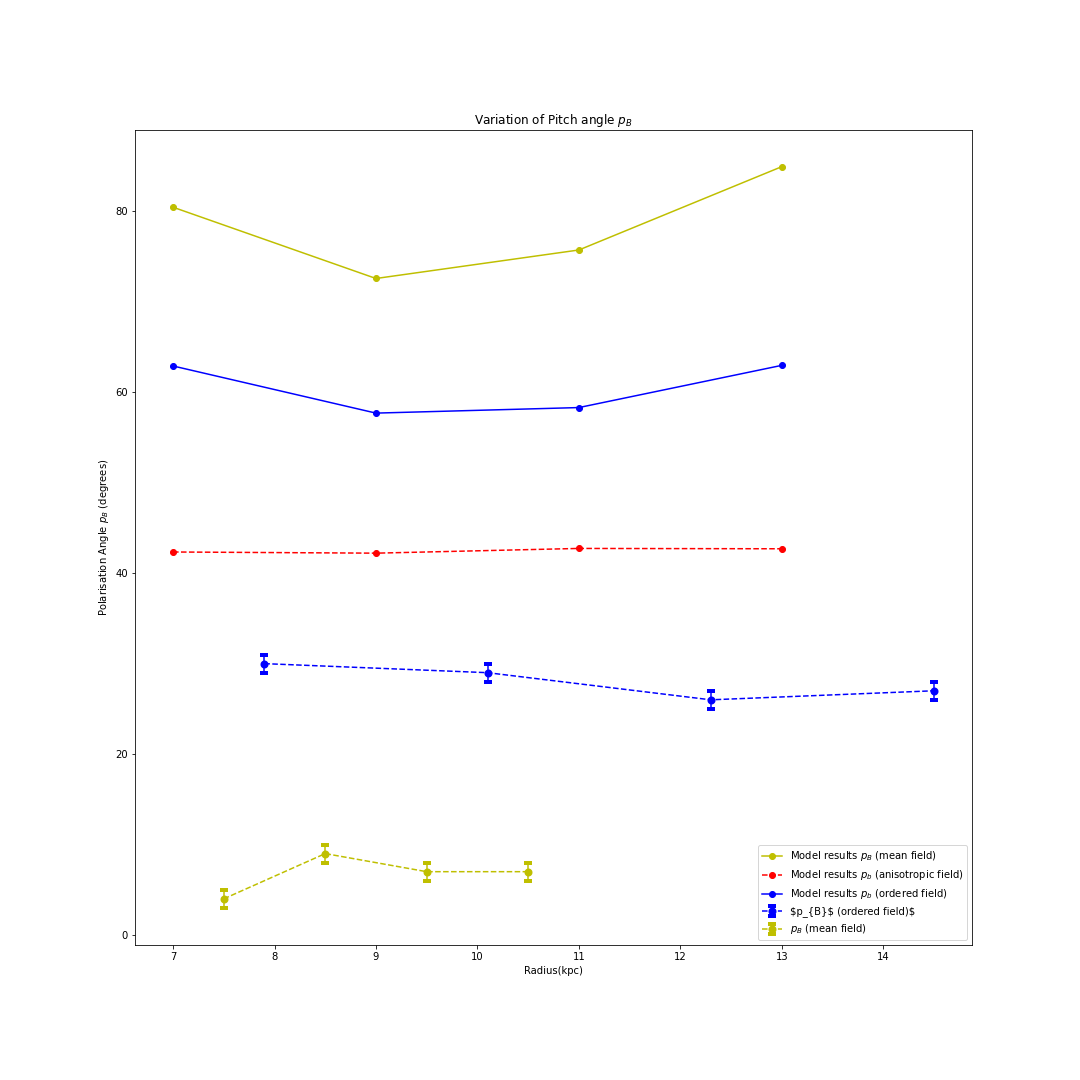 Variation of Pitch angle $p_B$
Polarisation Angle $p_B$ (degrees)
80
60
40
20
0
7 8 9 10 11 12 13 14
Radius(kpc)
Model results $p_B$ (mean field)
Model results $p_b$ (anisotropic field)
Model results $p_b$ (ordered field)
$p_{B}$ (ordered field)$
$p_B$ (mean field)